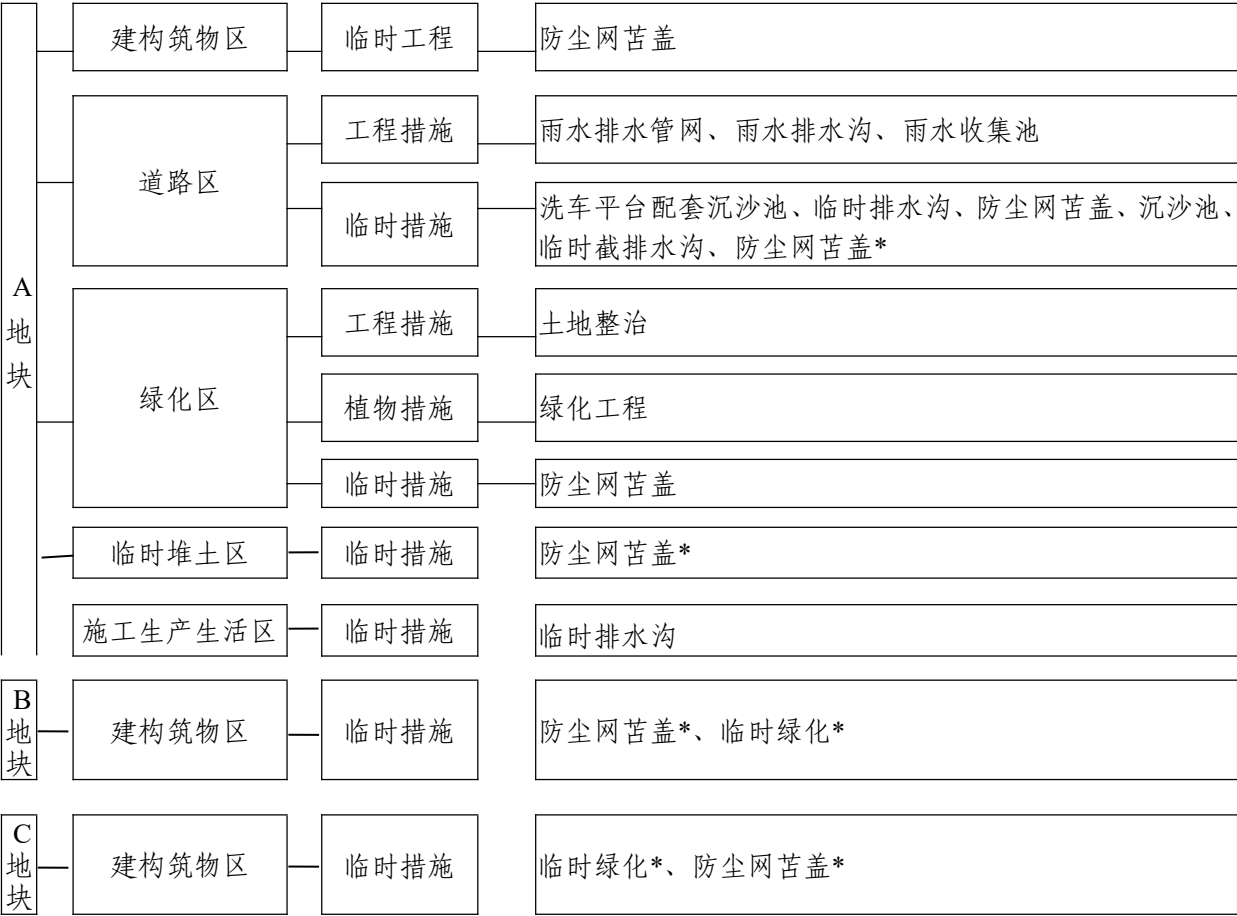 A
地
块
建构筑物区
临时工程
防尘网苫盖
道路区
工程措施
雨水排水管网、雨水排水沟、雨水收集池
临时措施
洗车平台配套沉沙池、临时排水沟、防尘网苫盖、沉沙池、
临时截排水沟、防尘网苫盖*
绿化区
工程措施
土地整治
植物措施
绿化工程
临时措施
防尘网苫盖
临时堆土区
临时措施
防尘网苫盖*
施工生产生活区
临时措施
临时排水沟
B
地
块
建构筑物区
临时措施
防尘网苫盖*、临时绿化*
C
地
块
建构筑物区
临时措施
临时绿化*、防尘网苫盖*